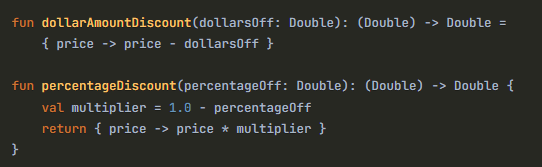 fun dollarAmountDiscount(dollarsOff: Double): (Double) -> Double =
    { price -> price - dollarsOff }

fun percentageDiscount(percentageOff: Double): (Double) -> Double {
    val multiplier = 1.0 - percentageOff
    return { price -> price * multiplier }
}